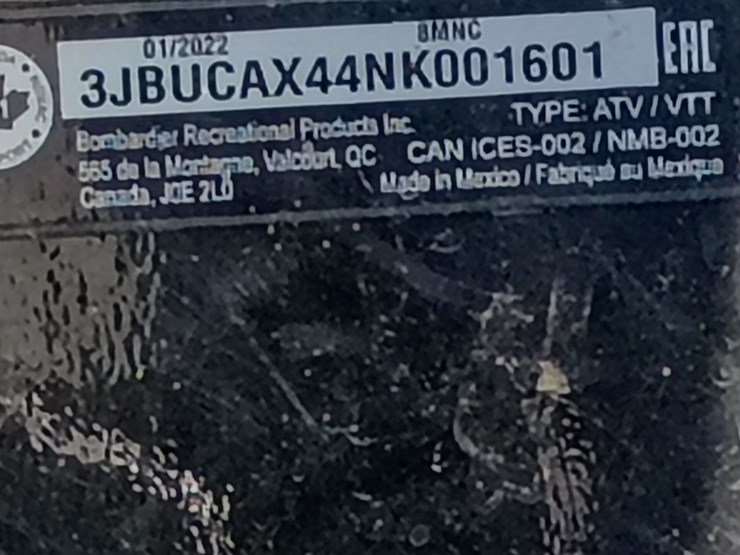 01/2022 8MNC
3JBUCAX44NK001601
EAC
Bombardier Recreational Products Inc.
565 de la Montagne, Valcourt, QC
Canada, J0E 2L0
TYPE: ATV / VTT
CAN ICES-002 / NMB-002
Made in Mexico / Fabriqué au Mexique